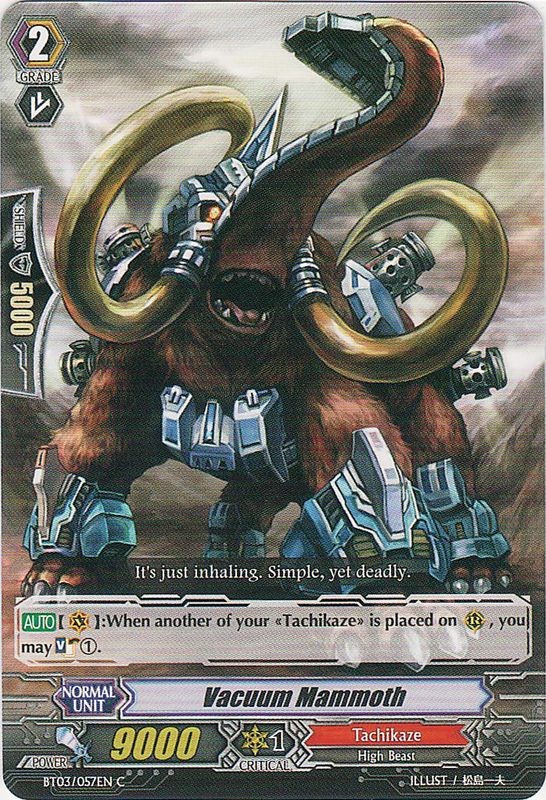 2
GRADE
SHIELD
5000
It's just inhaling. Simple, yet deadly.
AUTO [ ]:When another of your «Tachikaze» is placed on , you
may V ①.
NORMAL
UNIT
Vacuum Mammoth
POWER
9000
1
CRITICAL
Tachikaze
High Beast
BT03/057EN C
ILLUST / 松島一夫